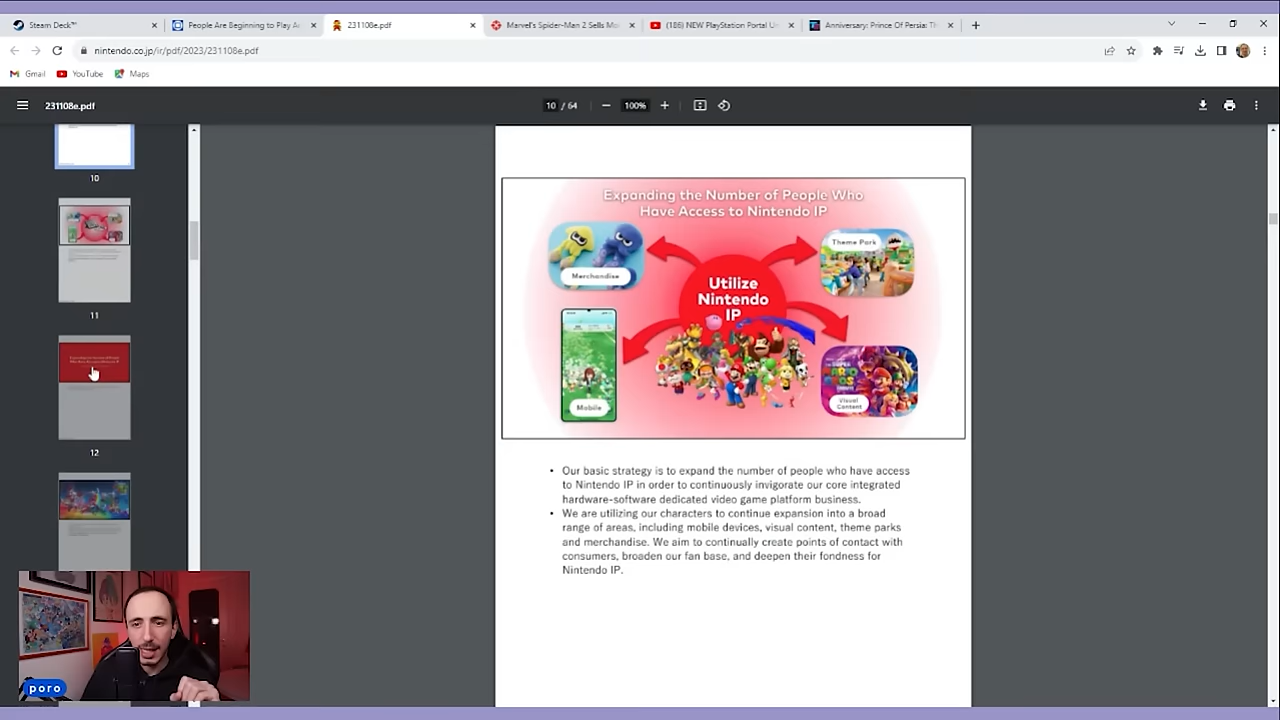 Steam Deck™
People Are Beginning to Play A
231108e.pdf
Marvel's Spider-Man 2 Sells Mo
(186) NEW PlayStation Portal U
Anniversary: Prince Of Persia: Th
nintendo.co.jp/ir/pdf/2023/231108e.pdf
Gmail
YouTube
Maps
231108e.pdf
10 / 64
100%
10
11
12
Expanding the Number of People Who
Have Access to Nintendo IP
Merchandise
Theme Park
Utilize
Nintendo
IP
Mobile
Visual
Content
• Our basic strategy is to expand the number of people who have access
to Nintendo IP in order to continuously invigorate our core integrated
hardware-software dedicated video game platform business.
• We are utilizing our characters to continue expansion into a broad
range of areas, including mobile devices, visual content, theme parks
and merchandise. We aim to continually create points of contact with
consumers, broaden our fan base, and deepen their fondness for
Nintendo IP.
poro